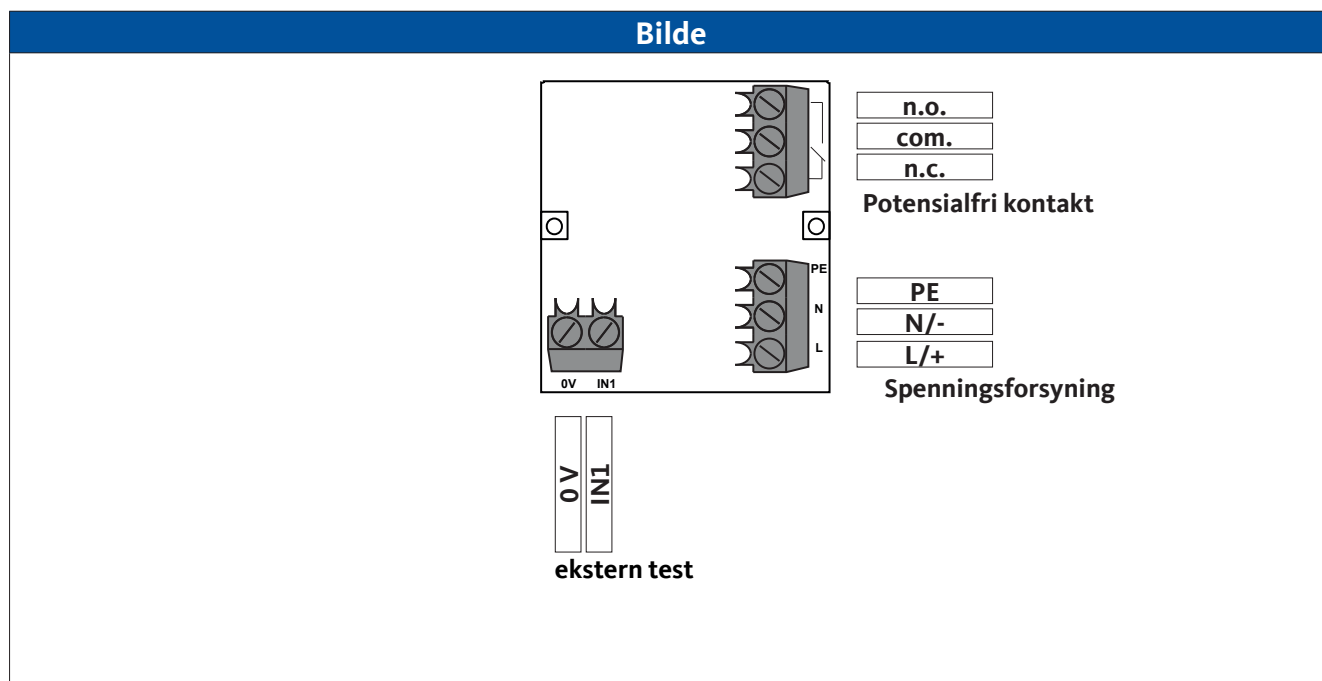 Bilde
n.o.
com.
n.c.
Potensialfri kontakt
PE
N
L
PE
N/-
L/+
Spenningsforsyning
0V IN1
0 V
IN1
ekstern test